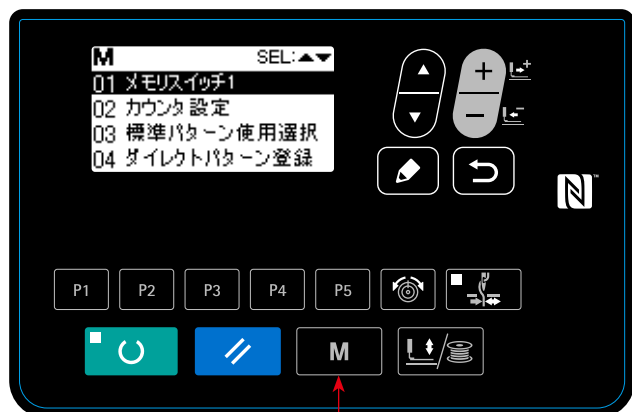 M SEL:▲▼
01 メモリスイッチ1
02 カウンタ設定
03 標準パターン使用選択
04 ダイレクトパターン登録
P1 P2 P3 P4 P5
M